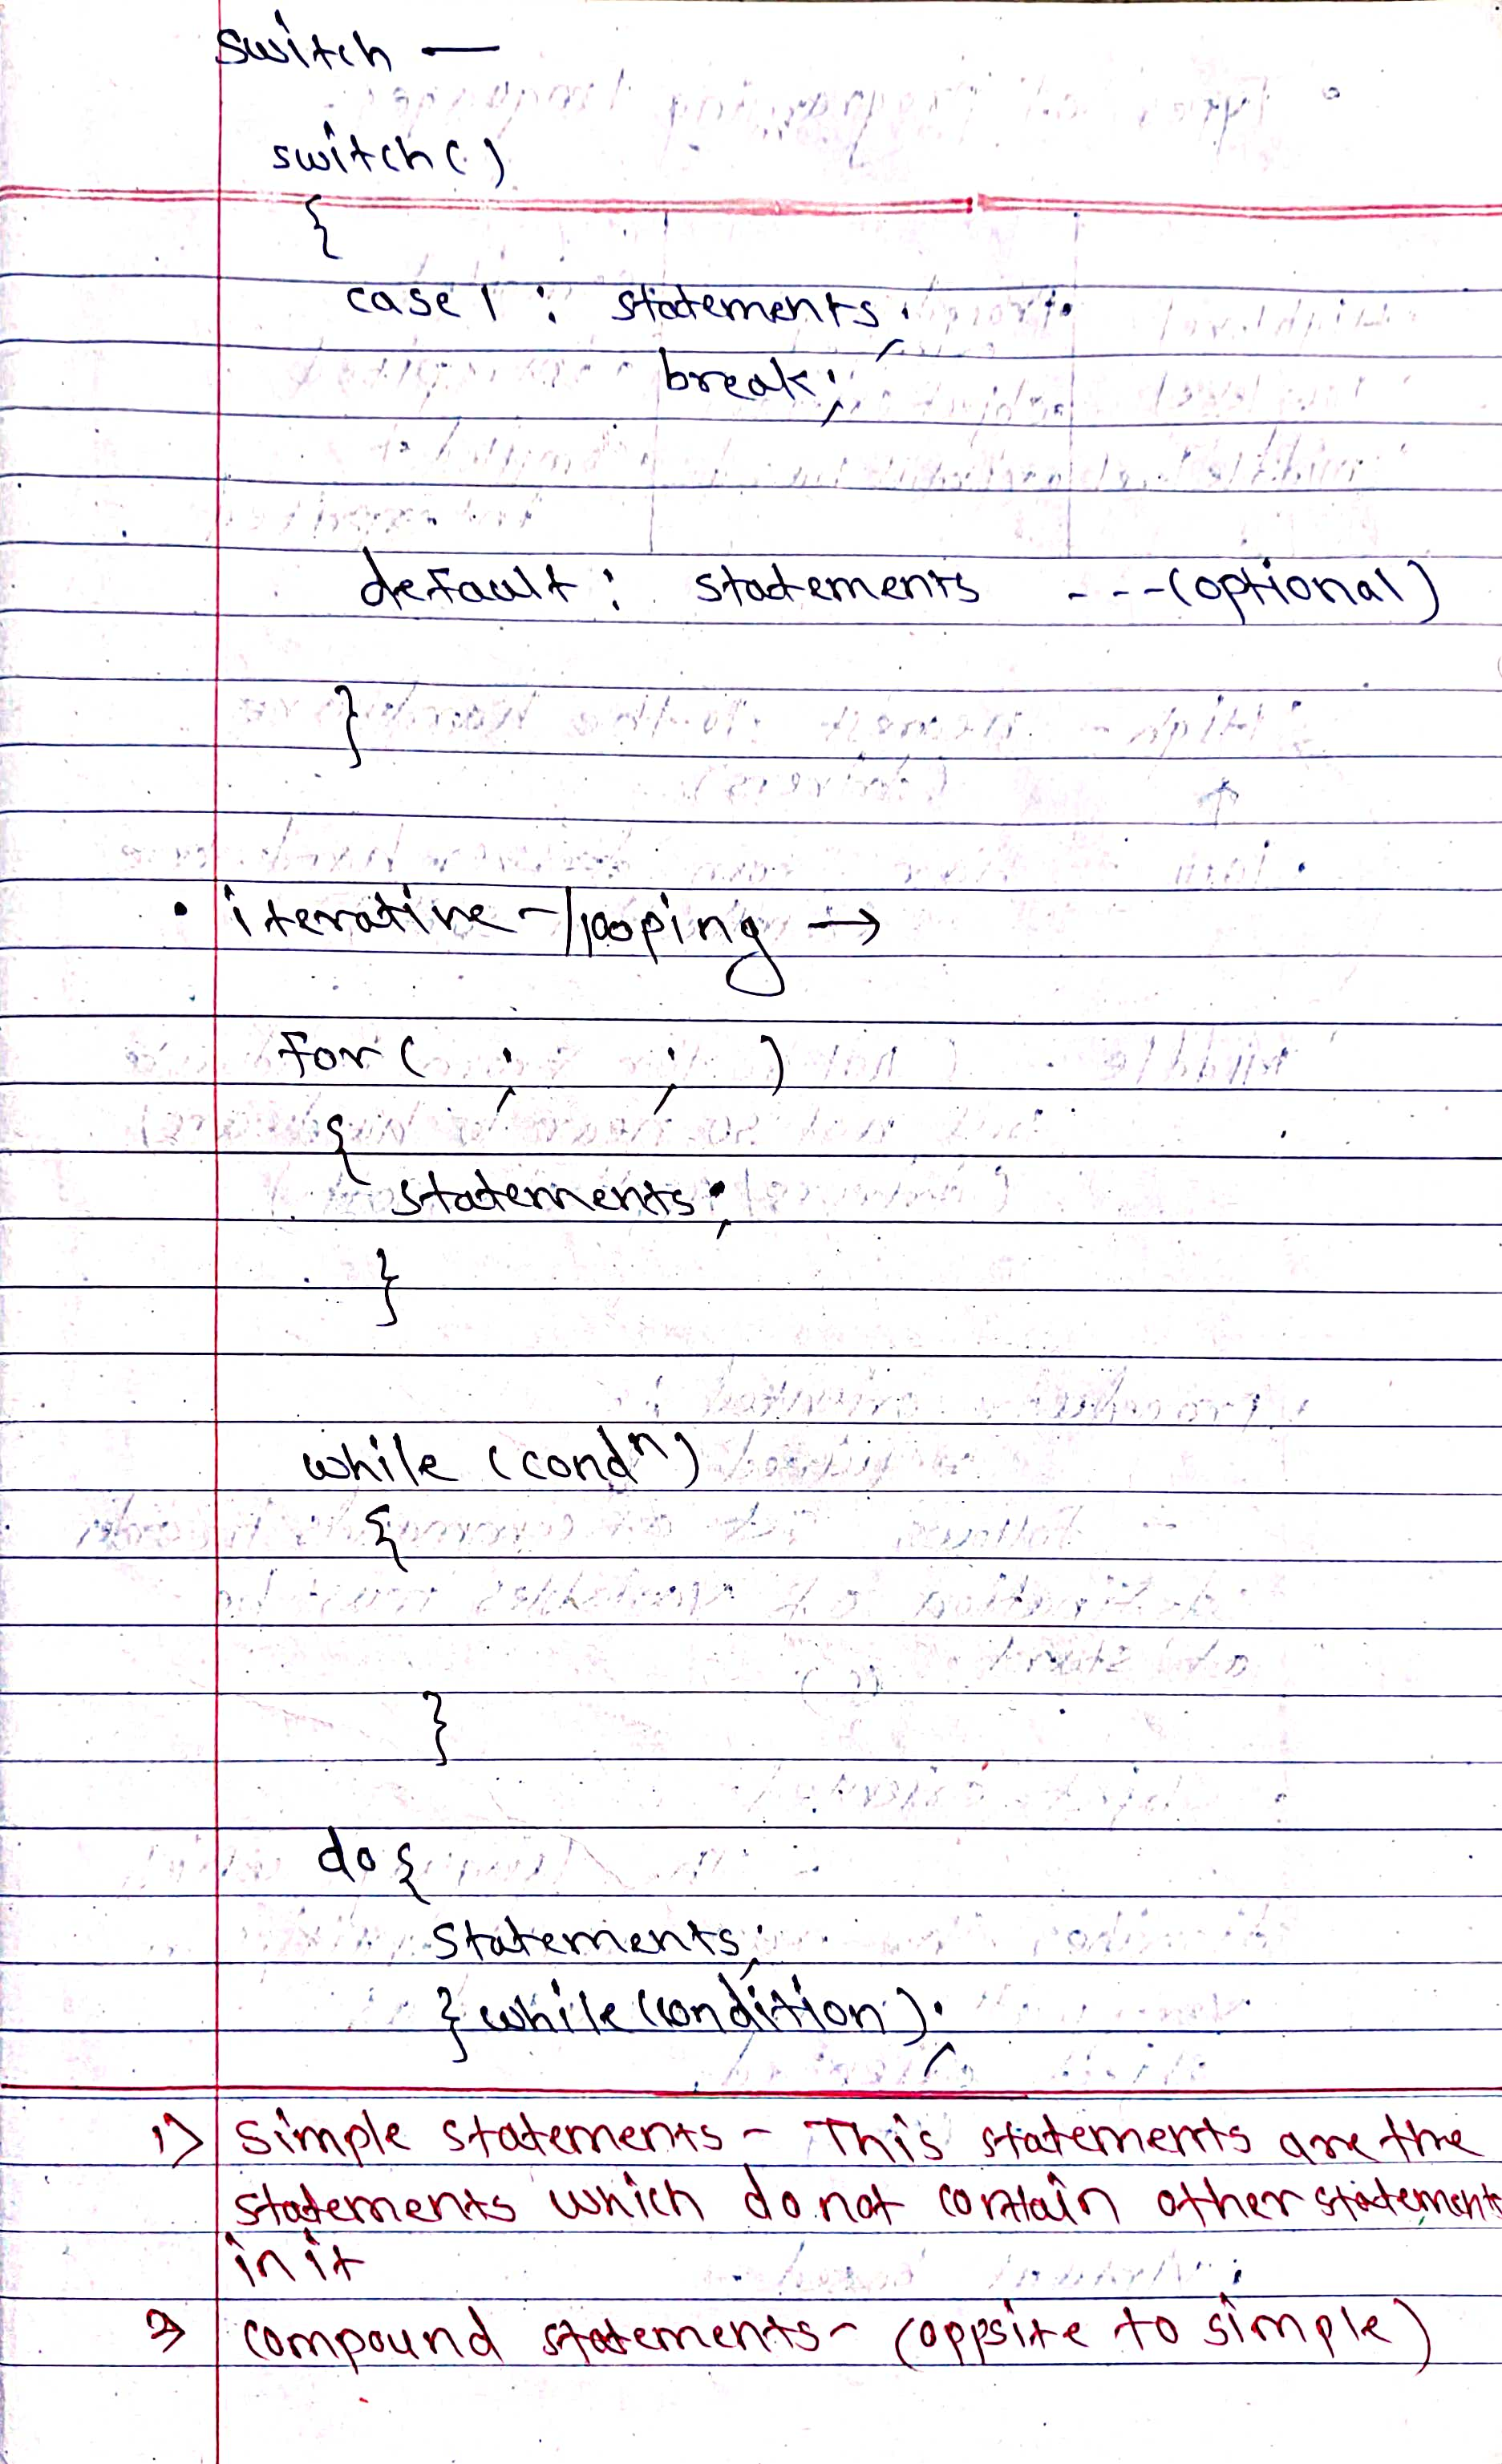 switch —
switch()
{
case 1 : statements;
break;
default : statements ---(optional)
}
• iterative - looping →
for ( ; ; )
{
statements;
}
while (condⁿ)
{
}
do {
statements;
} while (condition);
1) simple statements - This statements are the
statements which do not contain other statements
in it
2) compound statements - (oppsite to simple)